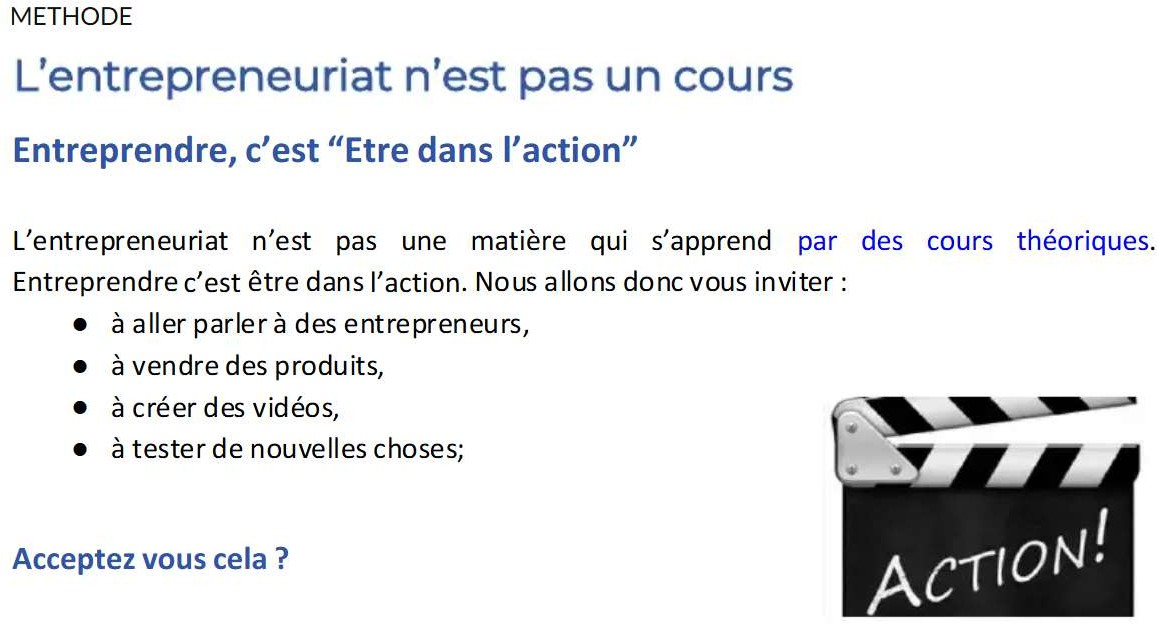 METHODE
L’entrepreneuriat n’est pas un cours
Entreprendre, c’est “Etre dans l’action”
L’entrepreneuriat n’est pas une matière qui s’apprend par des cours théoriques.
Entreprendre c’est être dans l’action. Nous allons donc vous inviter :
● à aller parler à des entrepreneurs,
● à vendre des produits,
● à créer des vidéos,
● à tester de nouvelles choses;
Acceptez vous cela ?
ACTION!